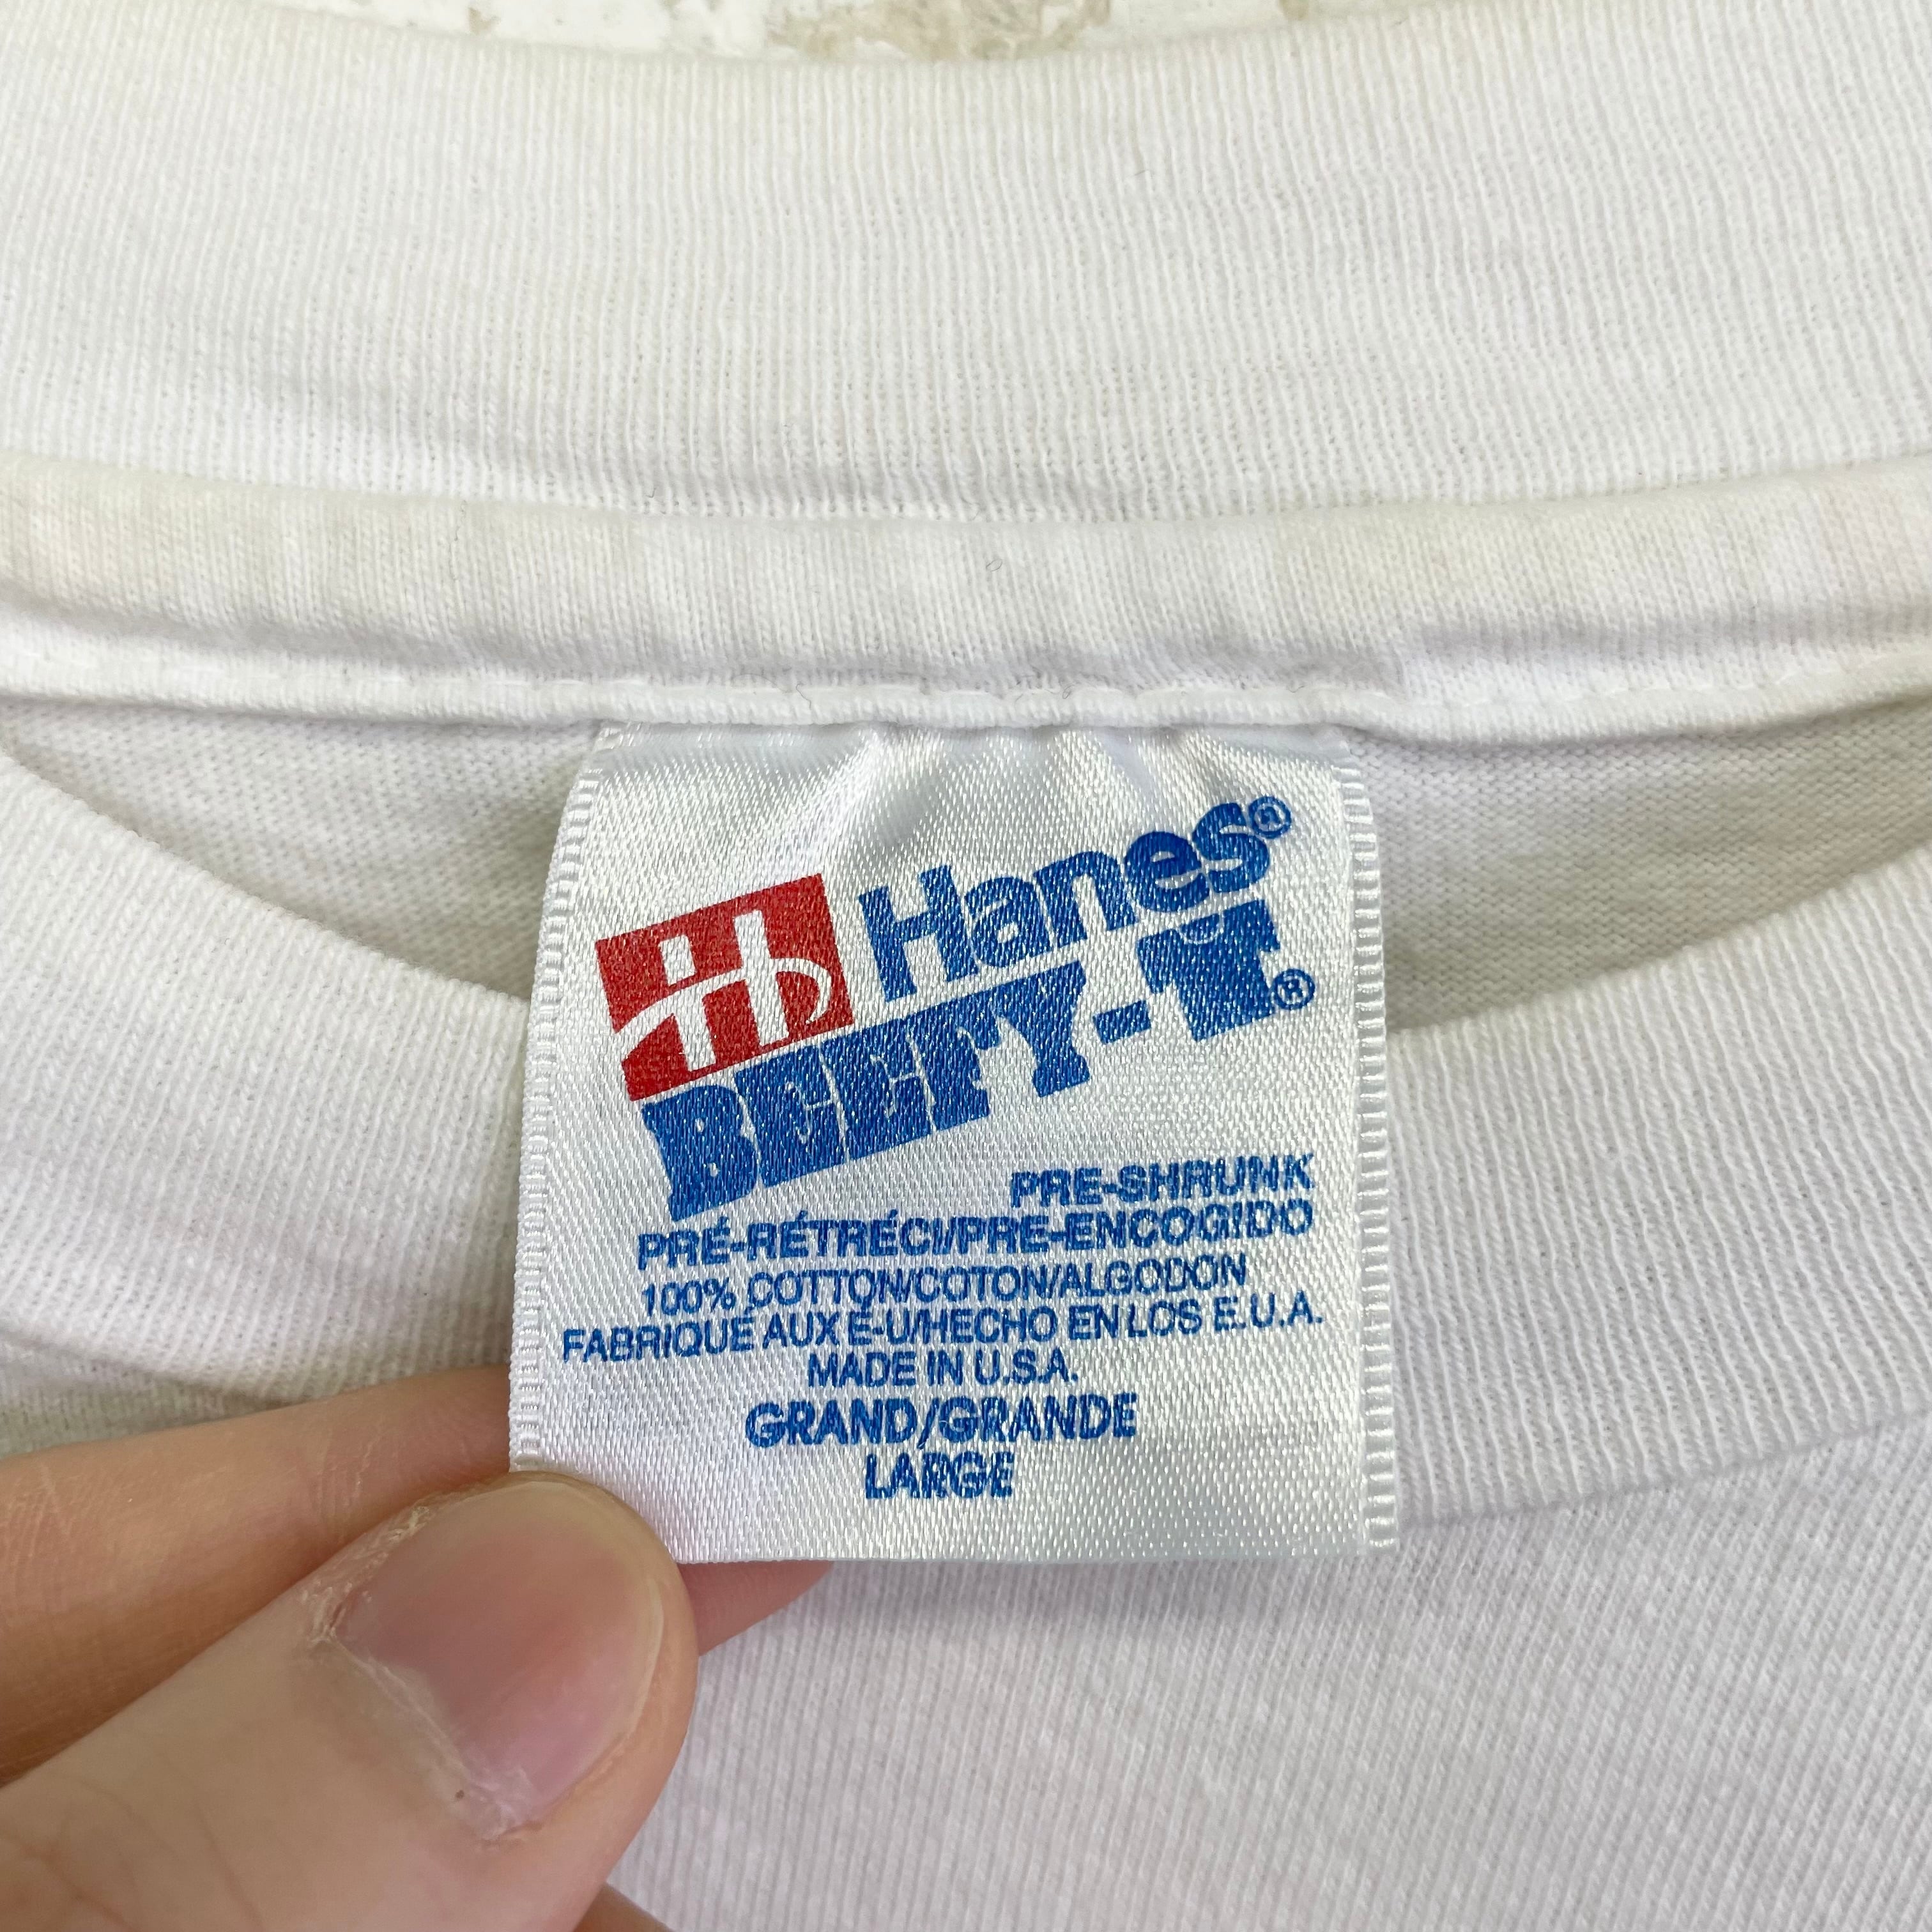 Hanes®
BEEFY-T.®
PRE-SHRUNK
PRÉ-RÉTRÉCI/PRE-ENCOGIDO
100% COTTON/COTON/ALGODON
FABRIQUÉ AUX É-U/HECHO EN LOS E.U.A.
MADE IN U.S.A.
GRAND/GRANDE
LARGE